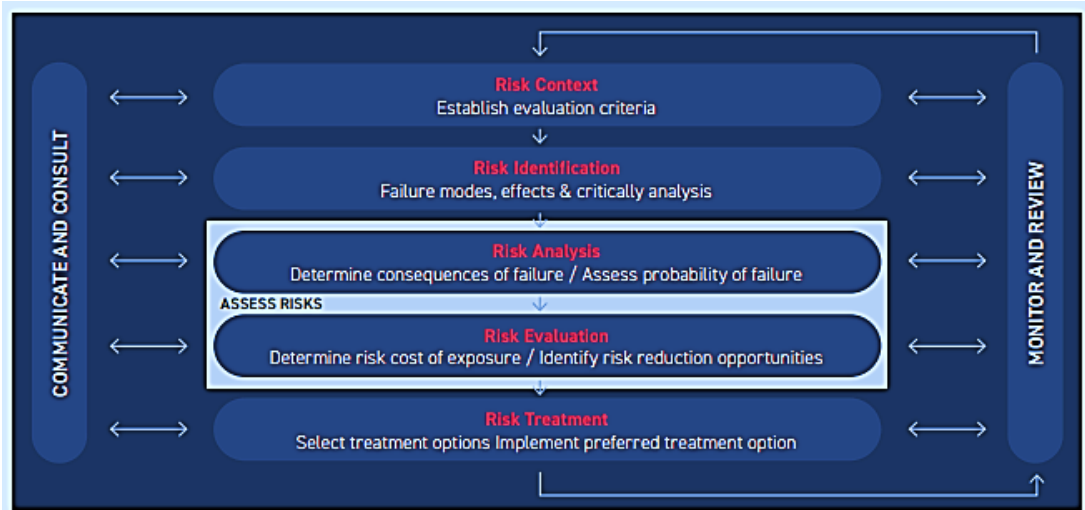 COMMUNICATE AND CONSULT
Risk Context
Establish evaluation criteria
Risk Identification
Failure modes, effects & critically analysis
Risk Analysis
Determine consequences of failure / Assess probability of failure
ASSESS RISKS
Risk Evaluation
Determine risk cost of exposure / Identify risk reduction opportunities
Risk Treatment
Select treatment options Implement preferred treatment option
MONITOR AND REVIEW